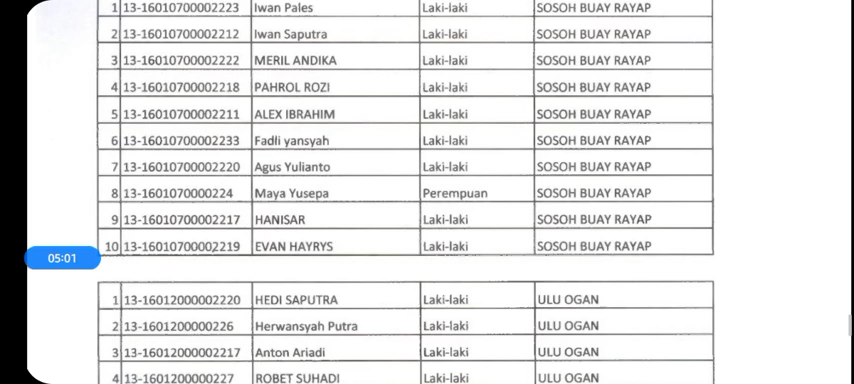 1 13-16010700002223 Iwan Pales Laki-laki SOSOH BUAY RAYAP
2 13-16010700002212 Iwan Saputra Laki-laki SOSOH BUAY RAYAP
3 13-16010700002222 MERIL ANDIKA Laki-laki SOSOH BUAY RAYAP
4 13-16010700002218 PAHROL ROZI Laki-laki SOSOH BUAY RAYAP
5 13-16010700002211 ALEX IBRAHIM Laki-laki SOSOH BUAY RAYAP
6 13-16010700002233 Fadli yansyah Laki-laki SOSOH BUAY RAYAP
7 13-16010700002220 Agus Yulianto Laki-laki SOSOH BUAY RAYAP
8 13-1601070000224 Maya Yusepa Perempuan SOSOH BUAY RAYAP
9 13-16010700002217 HANISAR Laki-laki SOSOH BUAY RAYAP
10 13-16010700002219 EVAN HAYRYS Laki-laki SOSOH BUAY RAYAP
05:01
1 13-16012000002220 HEDI SAPUTRA Laki-laki ULU OGAN
2 13-1601200000226 Herwansyah Putra Laki-laki ULU OGAN
3 13-16012000002217 Anton Ariadi Laki-laki ULU OGAN
4 13-1601200000227 ROBET SUHADI Laki-laki ULU OGAN